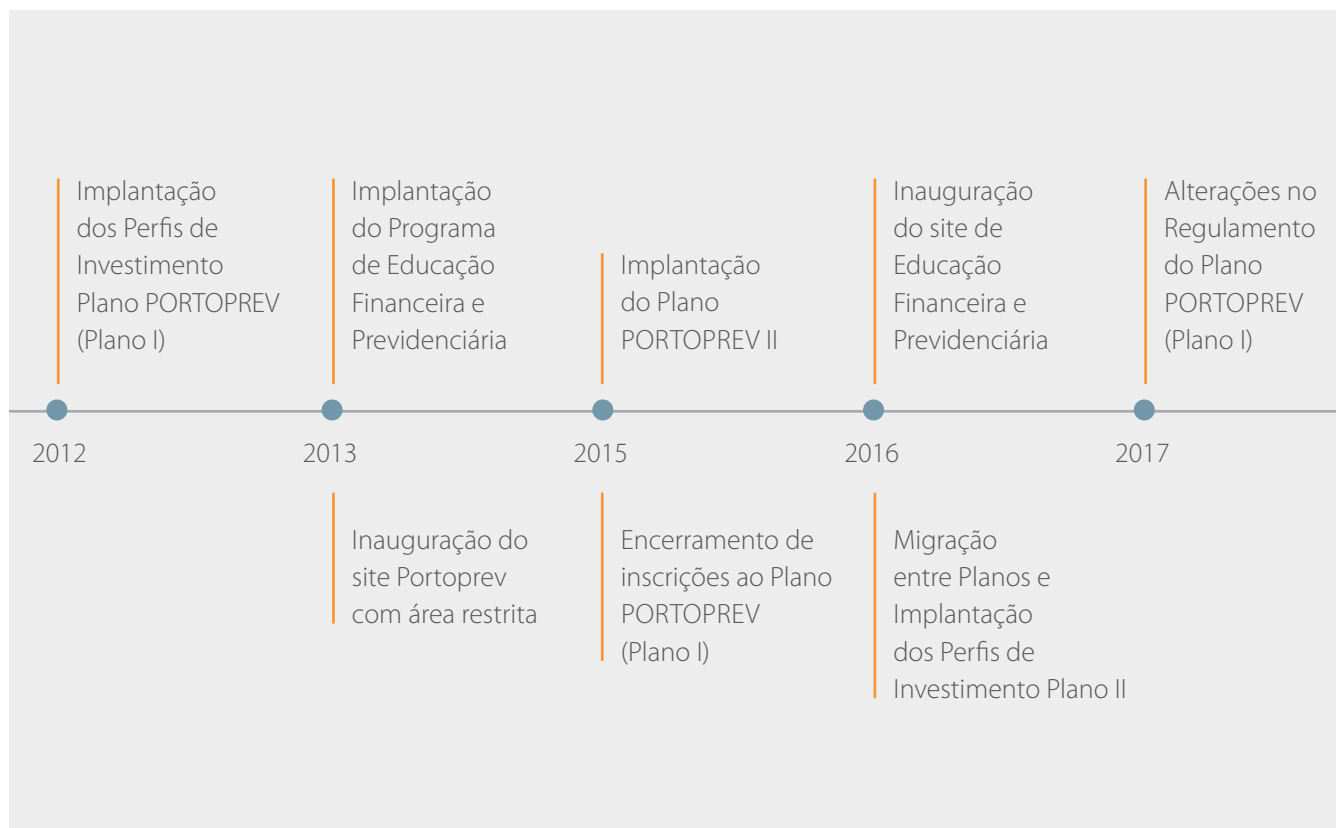 Implantação
dos Perfis de
Investimento
Plano PORTOPREV
(Plano I)
Implantação
do Programa
de Educação
Financeira e
Previdenciária
Implantação
do Plano
PORTOPREV II
Inauguração
do site de
Educação
Financeira e
Previdenciária
Alterações no
Regulamento
do Plano
PORTOPREV
(Plano I)
2012
2013
2015
2016
2017
Inauguração do
site Portoprev
com área restrita
Encerramento de
inscrições ao Plano
PORTOPREV
(Plano I)
Migração
entre Planos e
Implantação
dos Perfis de
Investimento Plano II